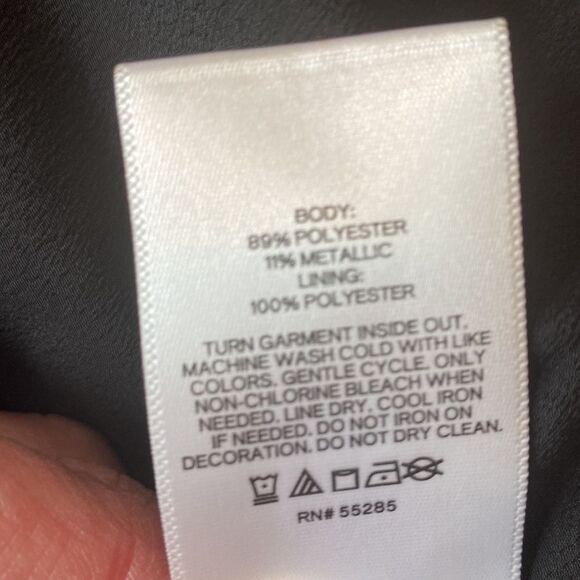 BODY:
89% POLYESTER
11% METALLIC
LINING:
100% POLYESTER
TURN GARMENT INSIDE OUT.
MACHINE WASH COLD WITH LIKE
COLORS. GENTLE CYCLE. ONLY
NON-CHLORINE BLEACH WHEN
NEEDED. LINE DRY. COOL IRON
IF NEEDED. DO NOT IRON ON
DECORATION. DO NOT DRY CLEAN.
RN# 55285